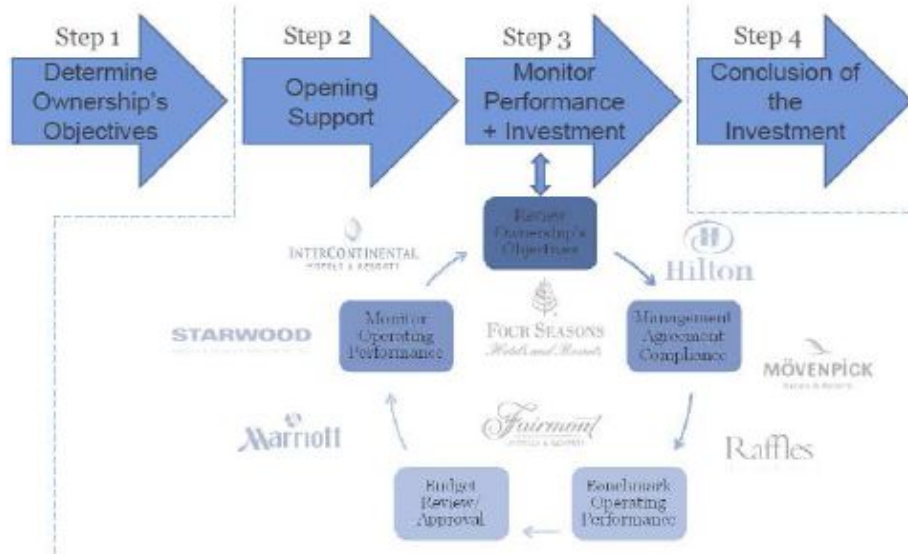 Step 1
Determine
Ownership's
Objectives
Step 2
Opening
Support
Step 3
Monitor
Performance
+ Investment
Step 4
Conclusion of
the
Investment
Review
Ownership's
Objectives
INTERCONTINENTAL
HOTELS & RESORTS
Hilton
STARWOOD
Monitor
Operating
Performance
FOUR SEASONS
Hotels and Resorts
Management
Agreement
Compliance
MÖVENPICK
Marriott
Fairmont
HOTELS & RESORTS
Raffles
Budget
Review/
Approval
Benchmark
Operating
Performance